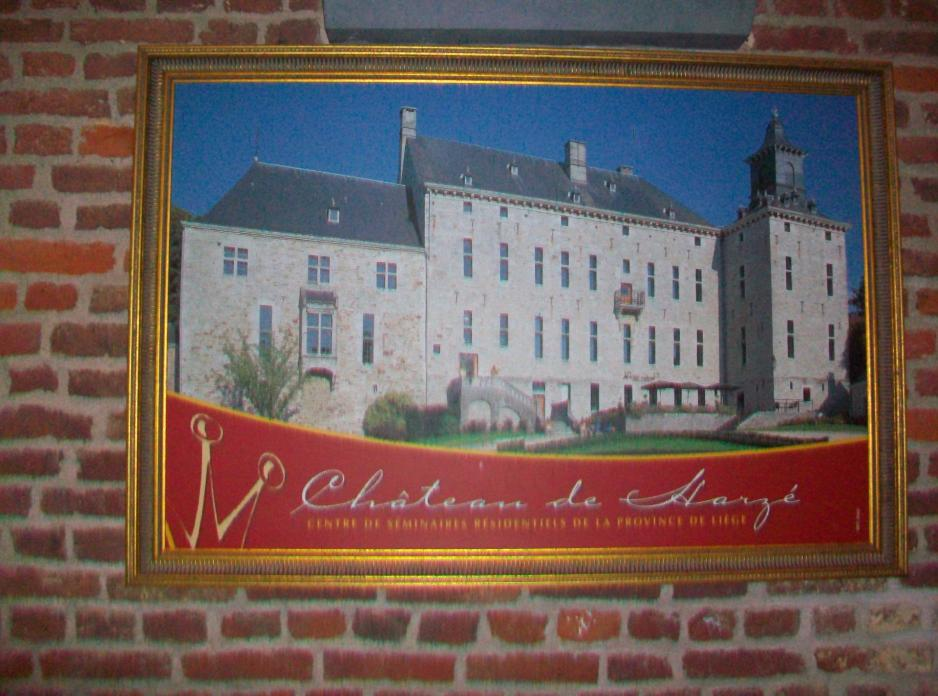 Château de Harzé
CENTRE DE SÉMINAIRES RÉSIDENTIELS DE LA PROVINCE DE LIÈGE